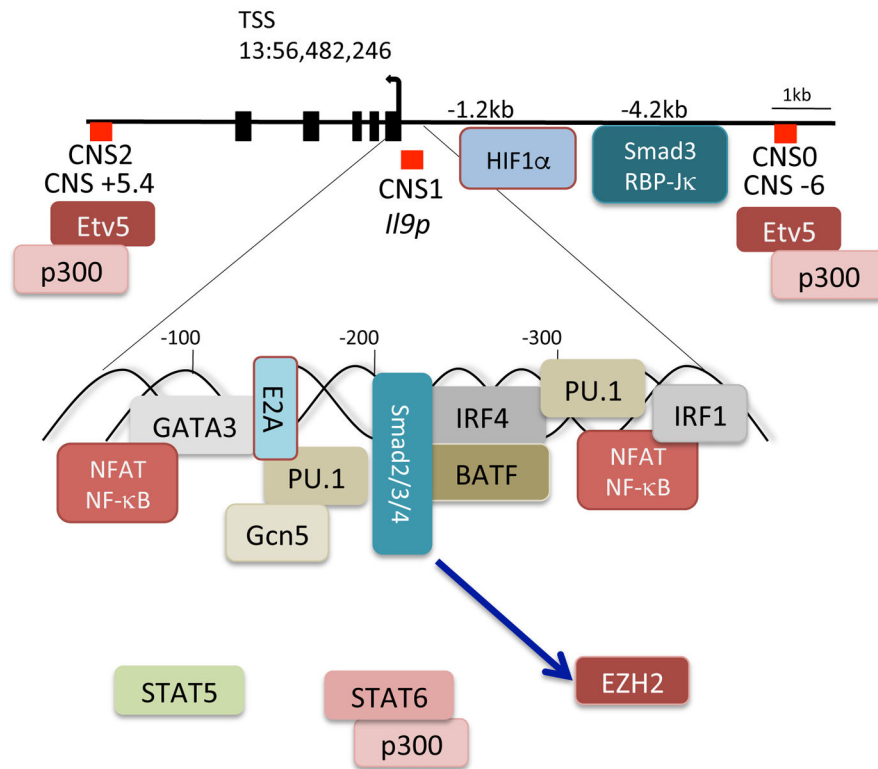 TSS
13:56,482,246
-1.2kb
-4.2kb
1kb
CNS2
CNS +5.4
Etv5
p300
CNS1
Il9p
HIF1α
Smad3
RBP-Jκ
CNS0
CNS -6
Etv5
p300
-100
-200
-300
GATA3
E2A
Smad2/3/4
IRF4
PU.1
IRF1
NFAT
NF-κB
PU.1
BATF
NFAT
NF-κB
Gcn5
STAT5
STAT6
p300
EZH2